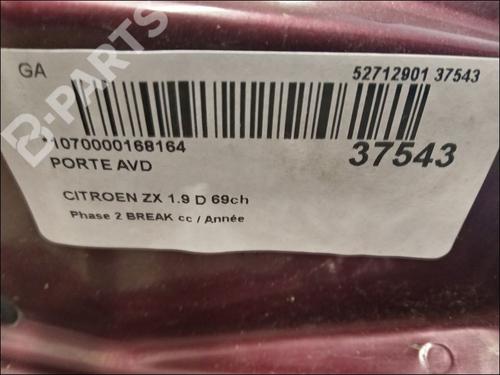 GA
52712901 37543
B-PARTS
*1070000168164
37543
PORTE AVD
CITROEN ZX 1.9 D 69ch
Phase 2 BREAK cc / Année